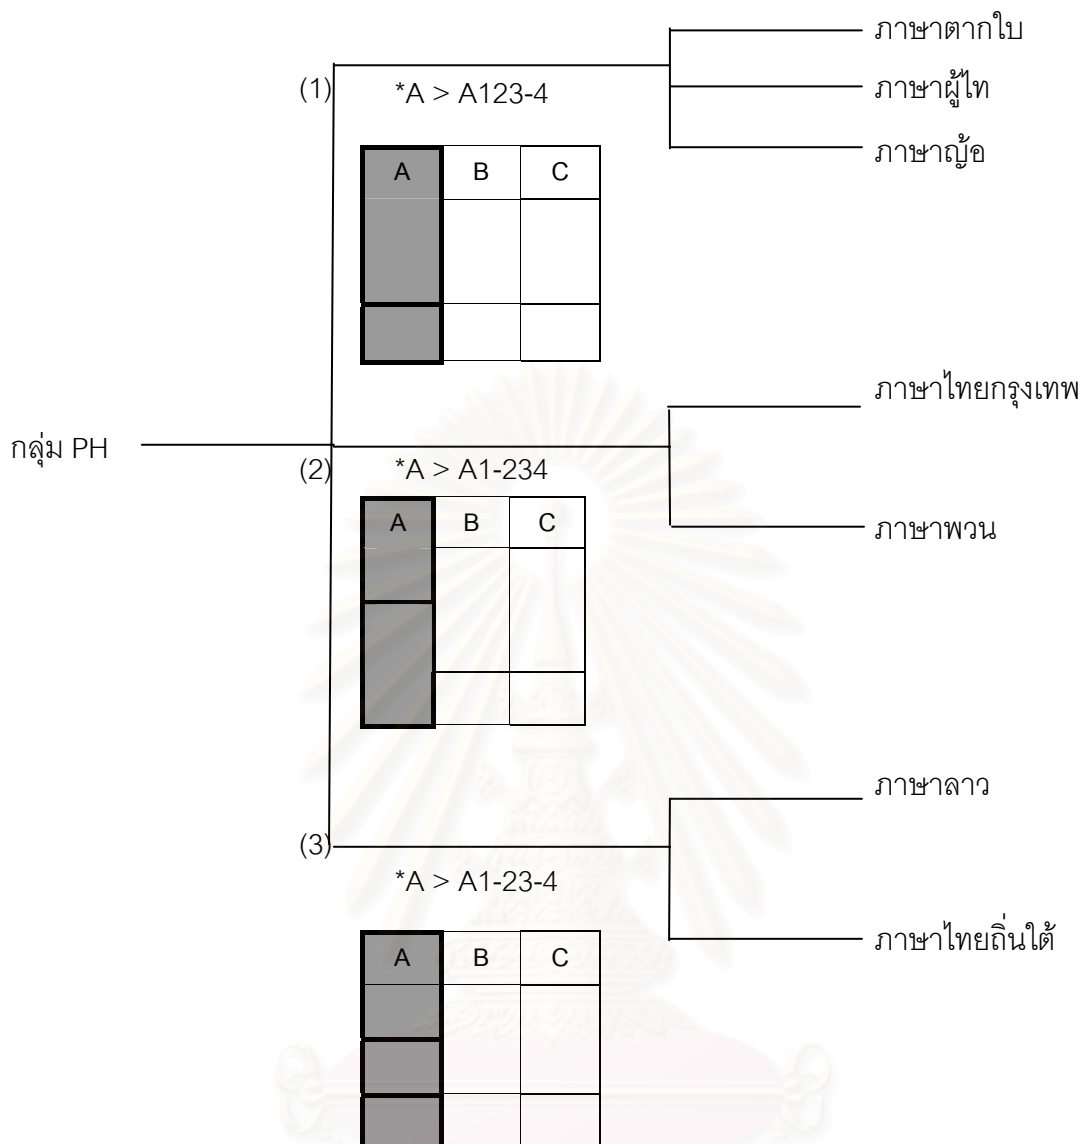 ภาษาตากใบ
(1) *A > A123-4
ภาษาผู้ไท
ภาษาญ้อ
A B C
ภาษาไทยกรุงเทพ
กลุ่ม PH
(2) *A > A1-234
A B C
ภาษาพวน
ภาษาลาว
(3)
*A > A1-23-4
ภาษาไทยถิ่นใต้
A B C